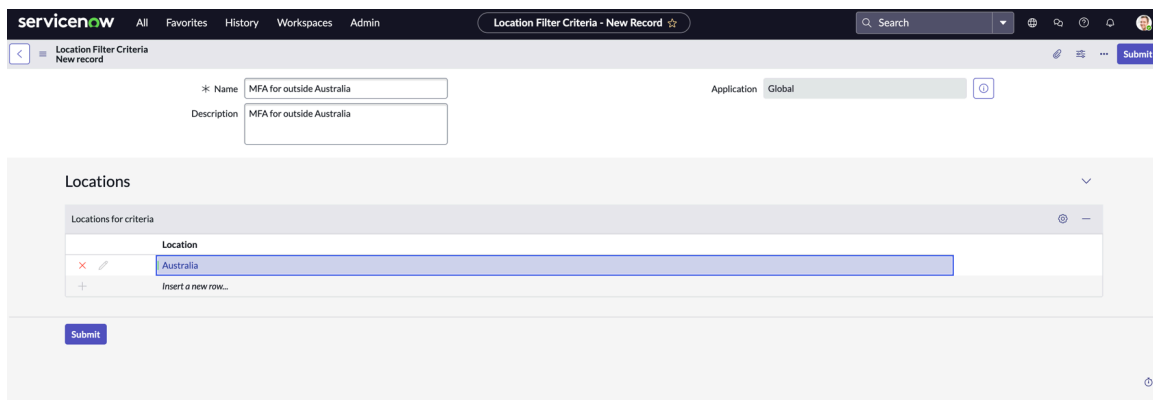 servicenow All Favorites History Workspaces Admin Location Filter Criteria - New Record Search
Location Filter Criteria
New record
Submit
Name MFA for outside Australia Application Global
Description MFA for outside Australia
Locations
Locations for criteria
Location
Australia
Insert a new row...
Submit